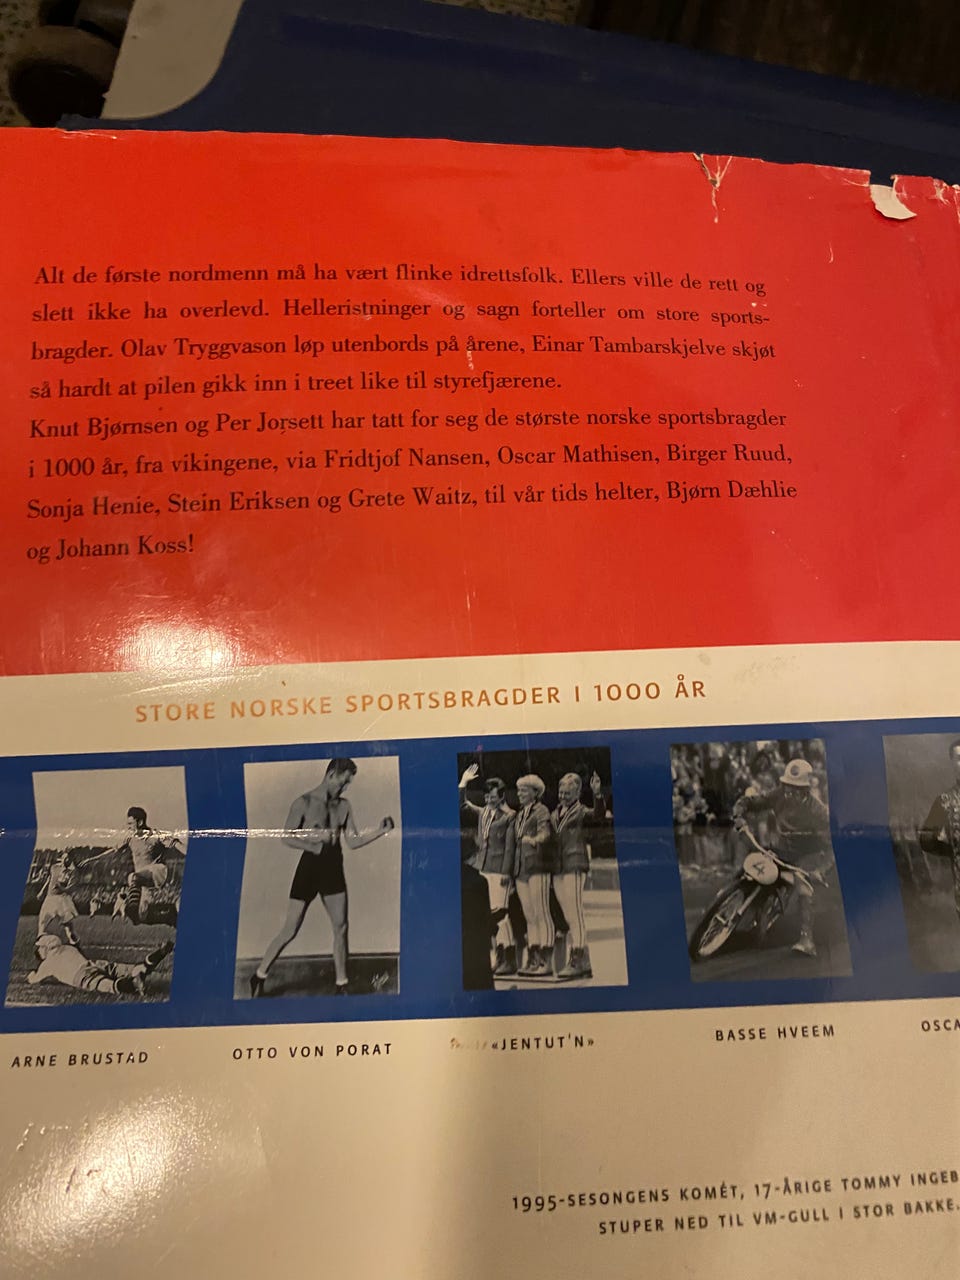 Alt de første nordmenn må ha vært flinke idrettsfolk. Ellers ville de rett og
slett ikke ha overlevd. Helleristninger og sagn forteller om store sports-
bragder. Olav Tryggvason løp utenbords på årene, Einar Tambarskjelve skjøt
så hardt at pilen gikk inn i treet like til styrefjærene.
Knut Bjørnsen og Per Jorsett har tatt for seg de største norske sportsbragder
i 1000 år, fra vikingene, via Fridtjof Nansen, Oscar Mathisen, Birger Ruud,
Sonja Henie, Stein Eriksen og Grete Waitz, til vår tids helter, Bjørn Dæhlie
og Johann Koss!
STORE NORSKE SPORTSBRAGDER I 1000 ÅR
4
ARNE BRUSTAD
OTTO VON PORAT
«JENTUT'N»
BASSE HVEEM
OSCA
1995-SESONGENS KOMÉT, 17-ÅRIGE TOMMY INGEB
STUPER NED TIL VM-GULL I STOR BAKKE.